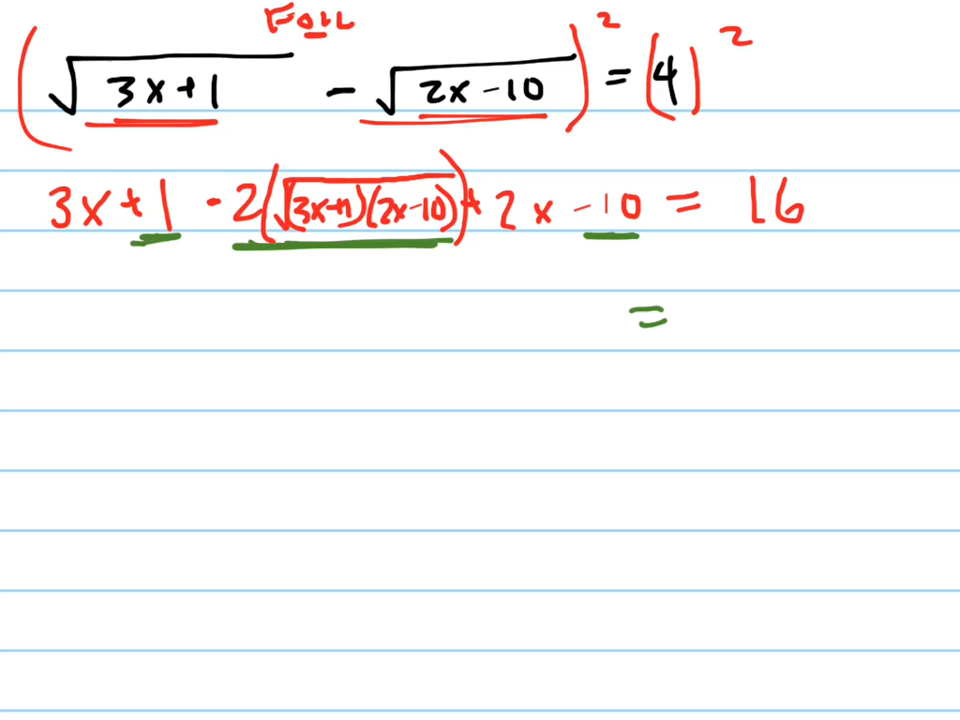 FOIL
(√(3x+1) - √(2x-10))² = (4)²
3x+1 - 2(√(3x+1)(2x-10)) + 2x -10 = 16
=